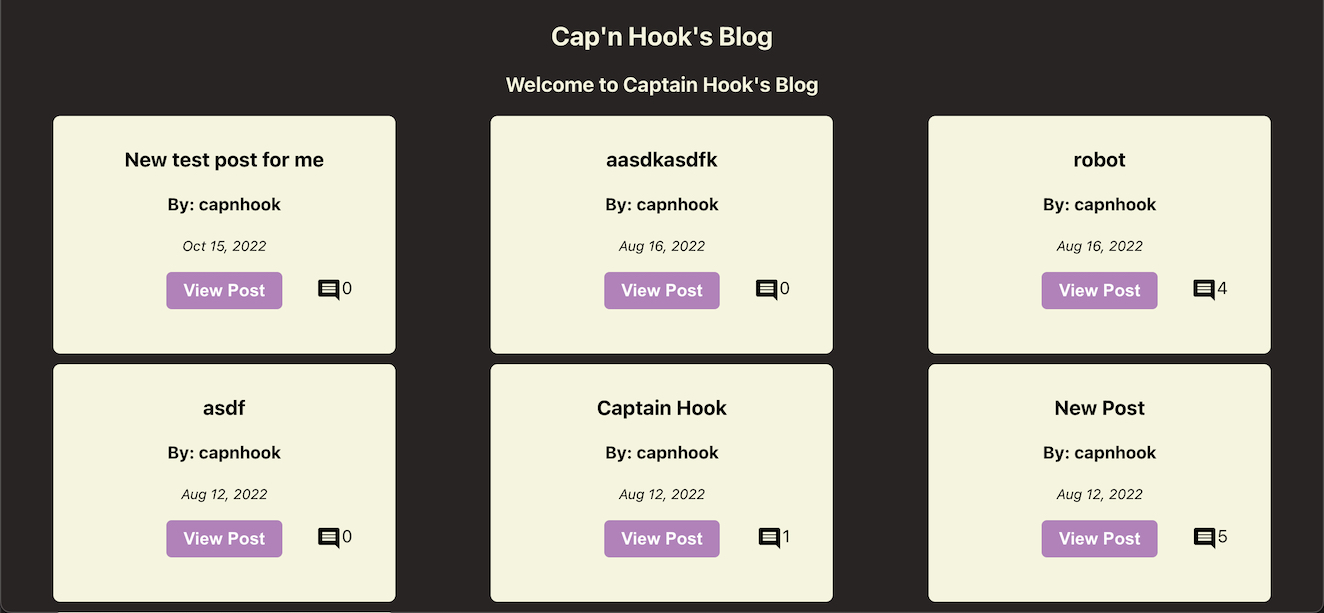 Cap'n Hook's Blog
Welcome to Captain Hook's Blog
New test post for me
By: capnhook
Oct 15, 2022
View Post
0
aasdkasdfk
By: capnhook
Aug 16, 2022
View Post
0
robot
By: capnhook
Aug 16, 2022
View Post
4
asdf
By: capnhook
Aug 12, 2022
View Post
0
Captain Hook
By: capnhook
Aug 12, 2022
View Post
1
New Post
By: capnhook
Aug 12, 2022
View Post
5